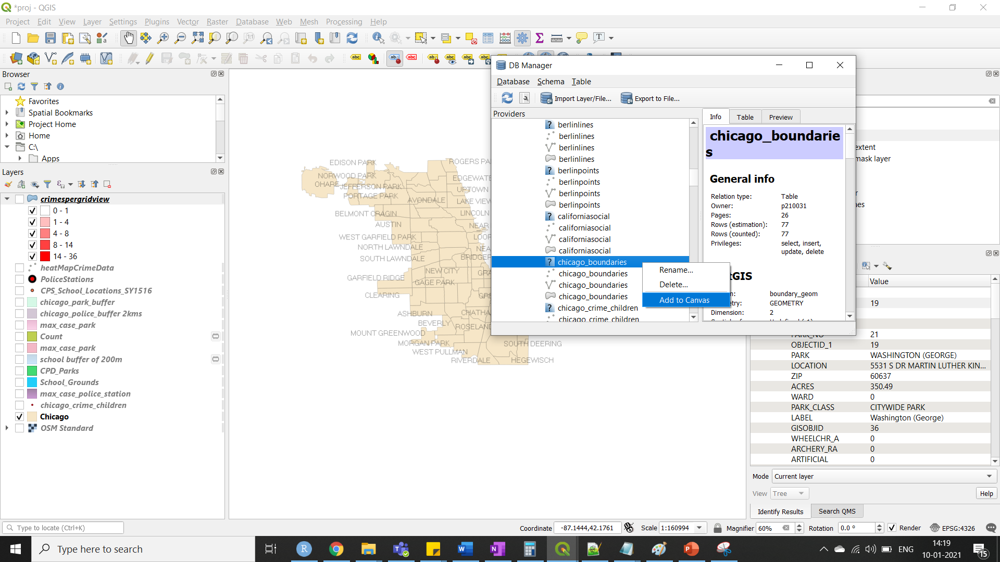 *proj - QGIS
Project Edit View Layer Settings Plugins Vector Raster Database Web Mesh Processing Help
Browser
Favorites
Spatial Bookmarks
Project Home
Home
C:\
Apps
Layers
crimespergridview
0 - 1
1 - 4
4 - 8
8 - 14
14 - 36
heatMapCrimeData
PoliceStations
CPS_School_Locations_SY1516
chicago_park_buffer
chicago_police_buffer 2kms
max_case_park
Count
max_case_park
school buffer of 200m
CPD_Parks
School_Grounds
max_case_police_station
chicago_crime_children
Chicago
OSM Standard
EDISON PARK
ROGERS PA
NORWOOD PARK
EDGEWATE
OHARE
JEFFERSON PARK
UPTOWN
PORTAGE PARK
AVONDALE
LAKE VIEW
BELMONT CRAGIN
LINCOLN
AUSTIN
NEAR
WEST GARFIELD PARK
LOO
NORTH LAWNDALE
NEA
SOUTH LAWNDALE
BRIDGEP
NEW CITY
GRA
GARFIELD RIDGE
GAGE PARK
GRE
CLEARING
ASHBURN
CHATHA
BEVERLY
ROSELAND
MOUNT GREENWOOD
MORGAN PARK
SOUTH DEERING
WEST PULLMAN
RIVERDALE
HEGEWISCH
DB Manager
Database Schema Table
Import Layer/File... Export to File...
Providers
berlinlines
berlinlines
berlinlines
berlinlines
berlinpoints
berlinpoints
berlinpoints
berlinpoints
californiasocial
californiasocial
californiasocial
californiasocial
chicago_boundaries
chicago_boundaries
chicago_boundaries
chicago_boundaries
chicago_crime_children
chicago crime children
Rename...
Delete...
Add to Canvas
Info Table Preview
chicago_boundarie
s
General info
Relation type: Table
Owner: p210031
Pages: 26
Rows (estimation): 77
Rows (counted): 77
Privileges: select, insert,
update, delete
tGIS
n: boundary_geom
etry: GEOMETRY
Dimension: 2
xtent
mask layer
r
nes
Value
19
21
OBJECTID_1 19
PARK WASHINGTON (GEORGE)
LOCATION 5531 S DR MARTIN LUTHER KIN...
ZIP 60637
ACRES 350.49
WARD 0
PARK_CLASS CITYWIDE PARK
LABEL Washington (George)
GISOBJID 36
WHEELCHR_A 0
ARCHERY_RA 0
ARTIFICIAL 0
Mode Current layer
View Tree Help
Identify Results Search QMS
Type to locate (Ctrl+K)
Coordinate -87.1444,42.1761 Scale 1:160994 Magnifier 60% Rotation 0.0 ° Render EPSG:4326
Type here to search
ENG
14:19
10-01-2021
15